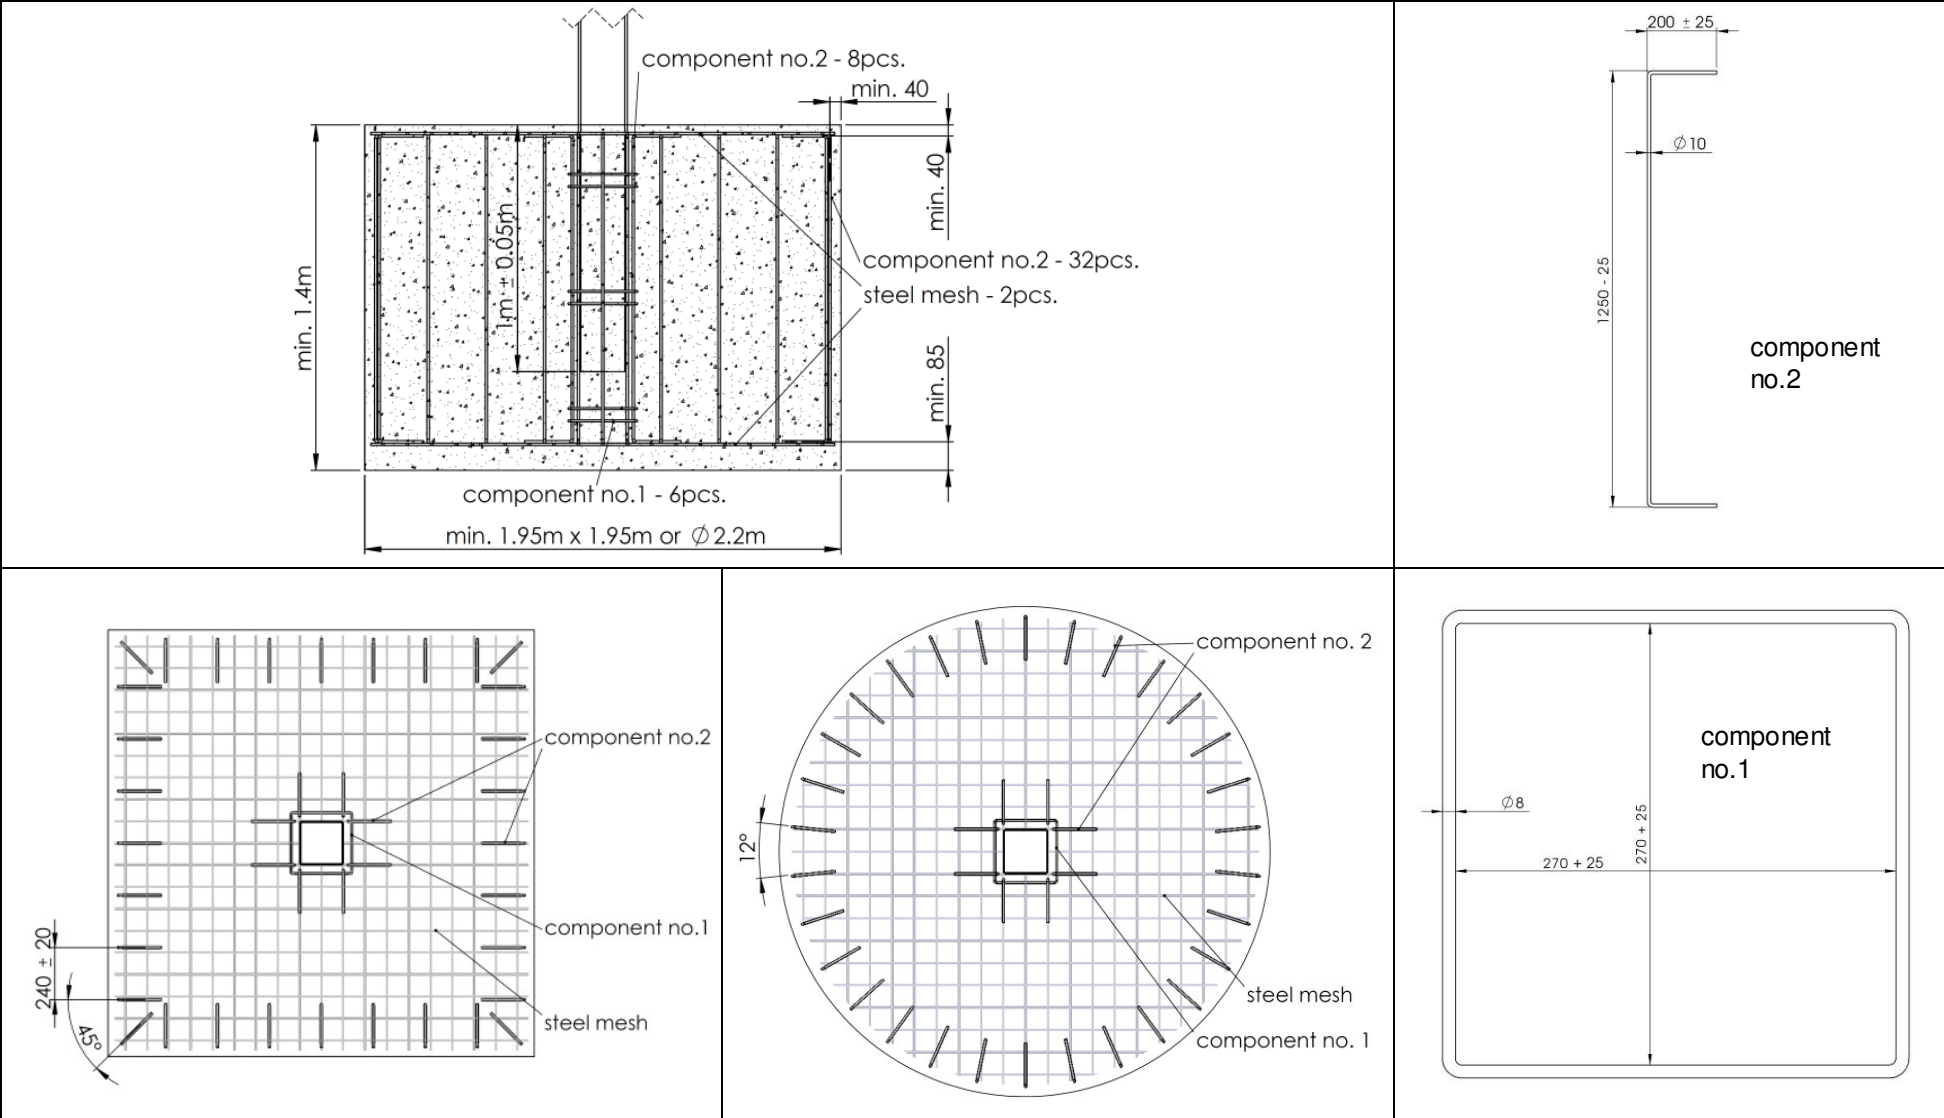 component no.2 - 8pcs.
min. 40
min. 40
1m ± 0.05m
min. 1.4m
component no.2 - 32pcs.
steel mesh - 2pcs.
min. 85
component no.1 - 6pcs.
min. 1.95m x 1.95m or ∅2.2m
200 ± 25
∅10
1250 - 25
component
no.2
component no.2
component no.1
240 ± 20
45°
steel mesh
component no. 2
12°
steel mesh
component no. 1
component
no.1
∅8
270 + 25
270 + 25